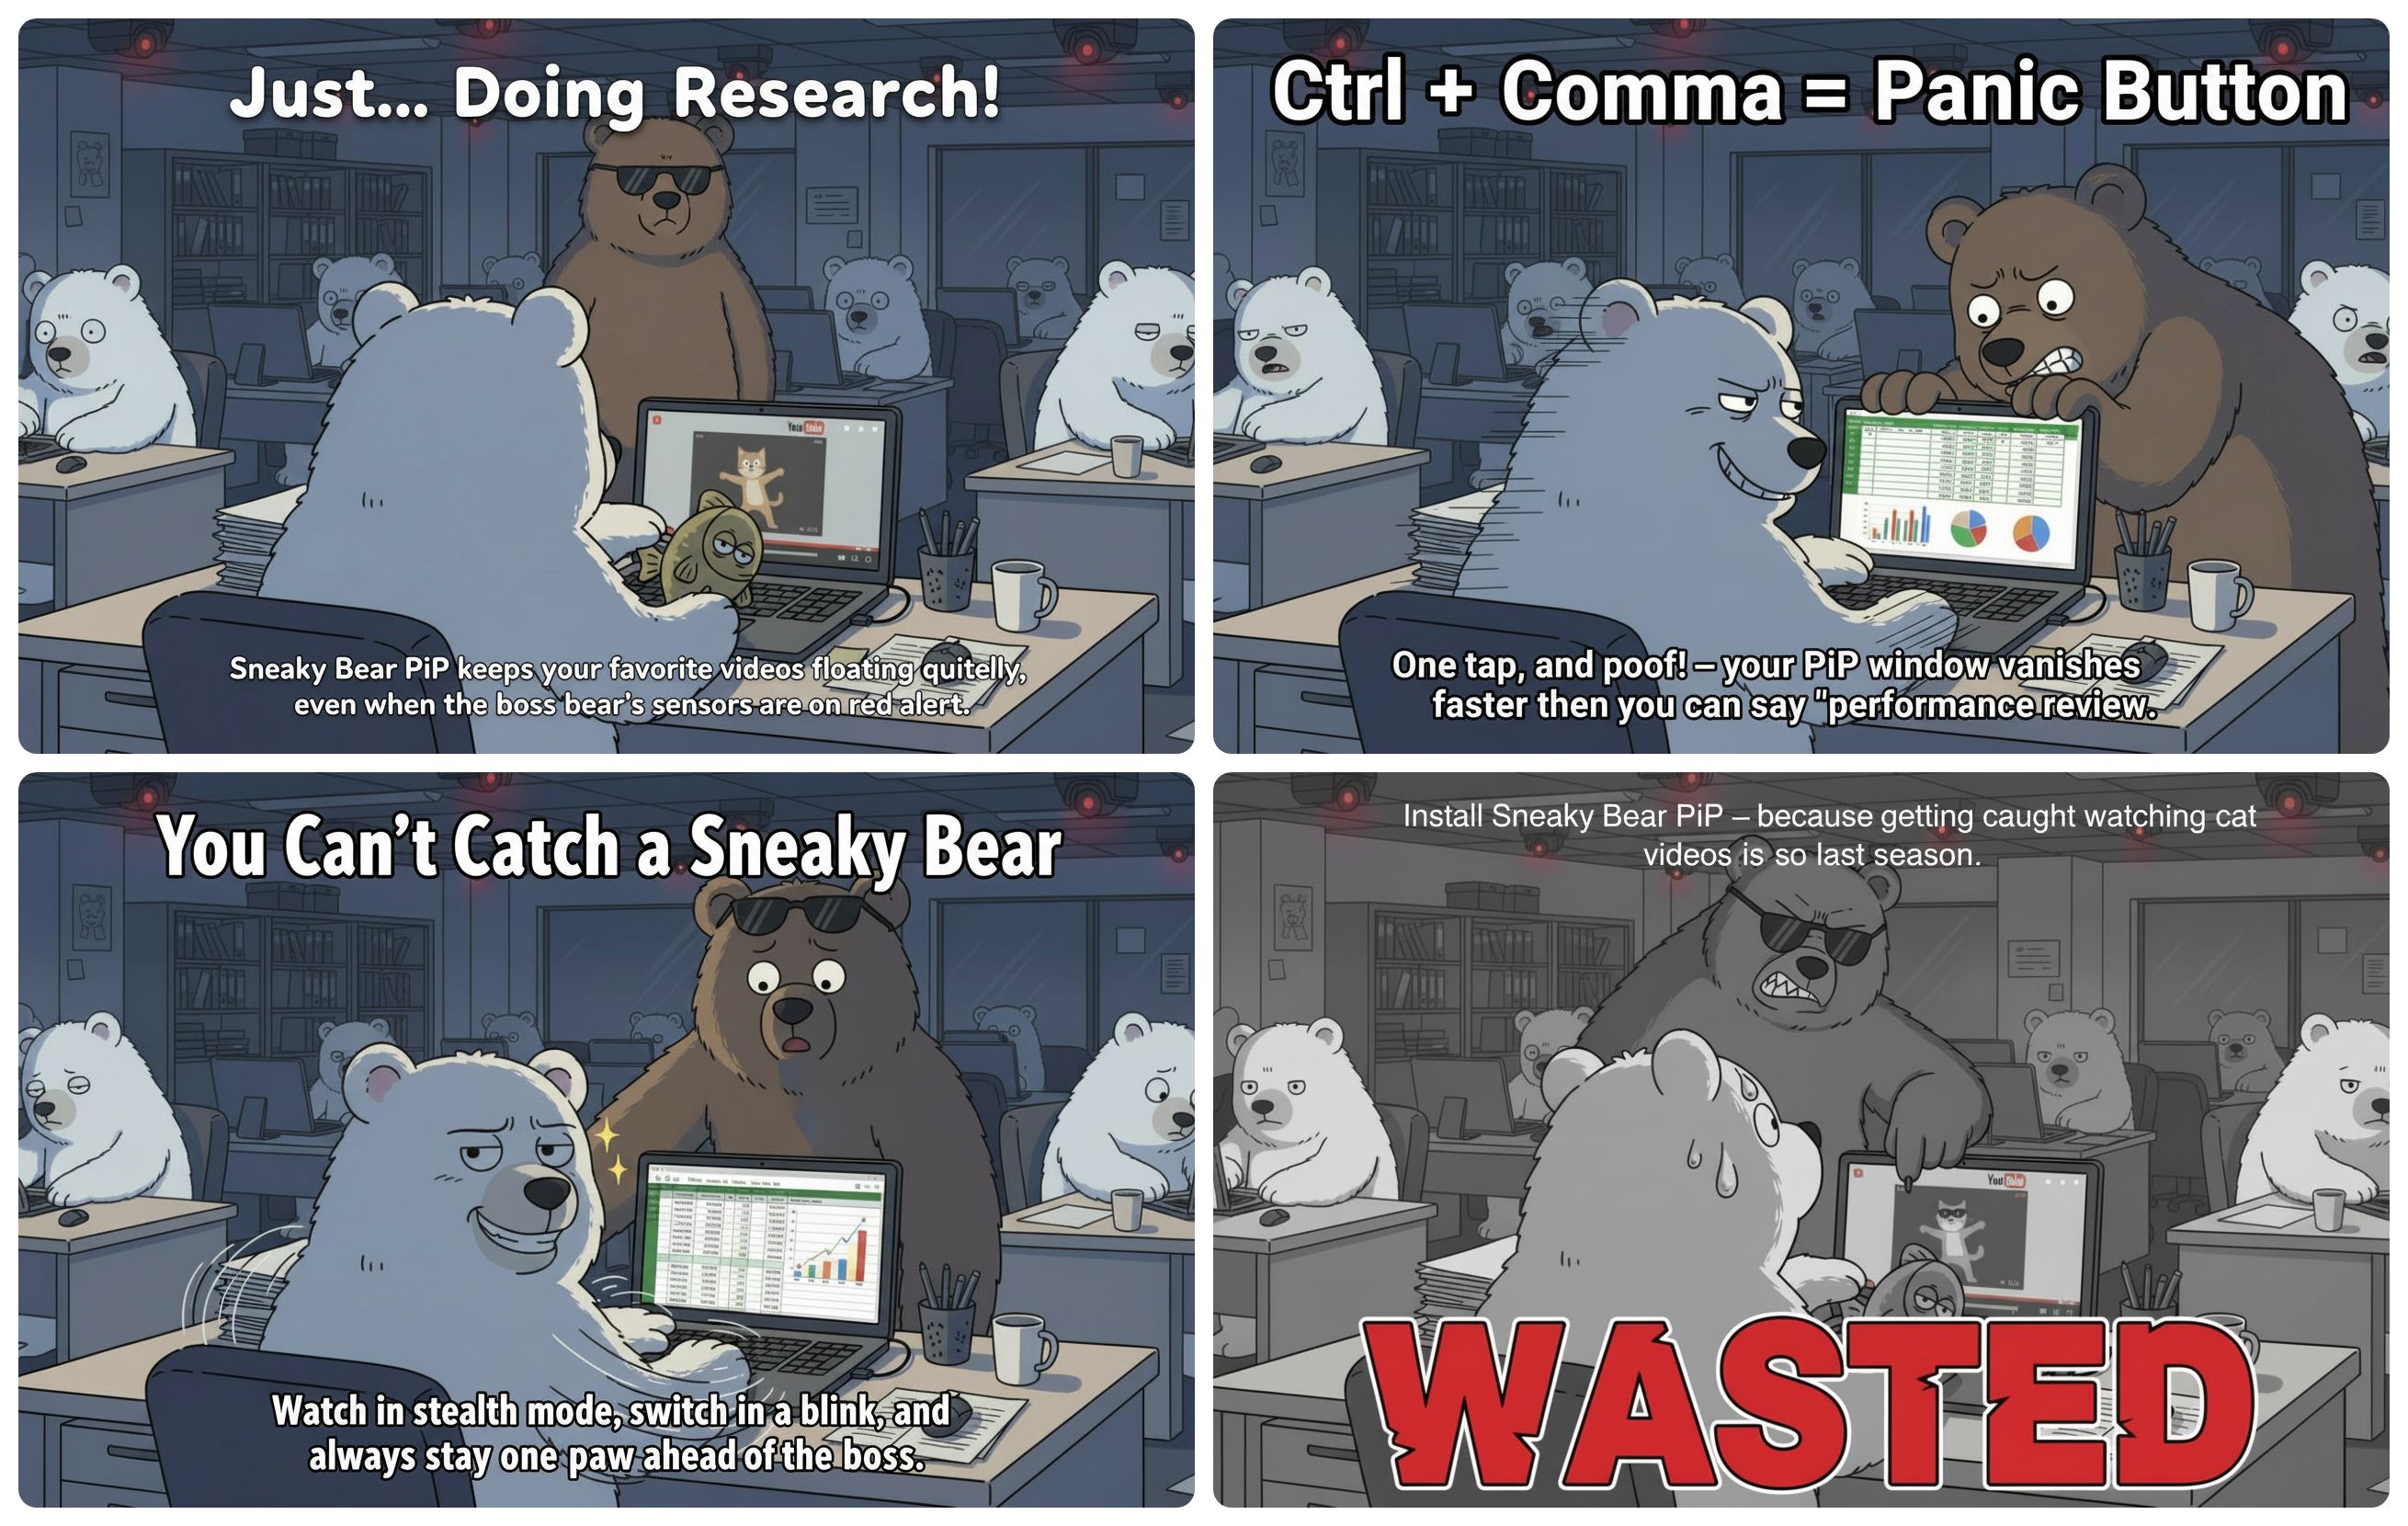 Just... Doing Research!
You
Sneaky Bear PiP keeps your favorite videos floating quitelly,
even when the boss bear's sensors are on red alert.
Ctrl + Comma = Panic Button
One tap, and poof! – your PiP window vanishes
faster then you can say "performance review.
You Can't Catch a Sneaky Bear
Watch in stealth mode, switch in a blink, and
always stay one paw ahead of the boss.
Install Sneaky Bear PiP – because getting caught watching cat
videos is so last season.
You
WASTED